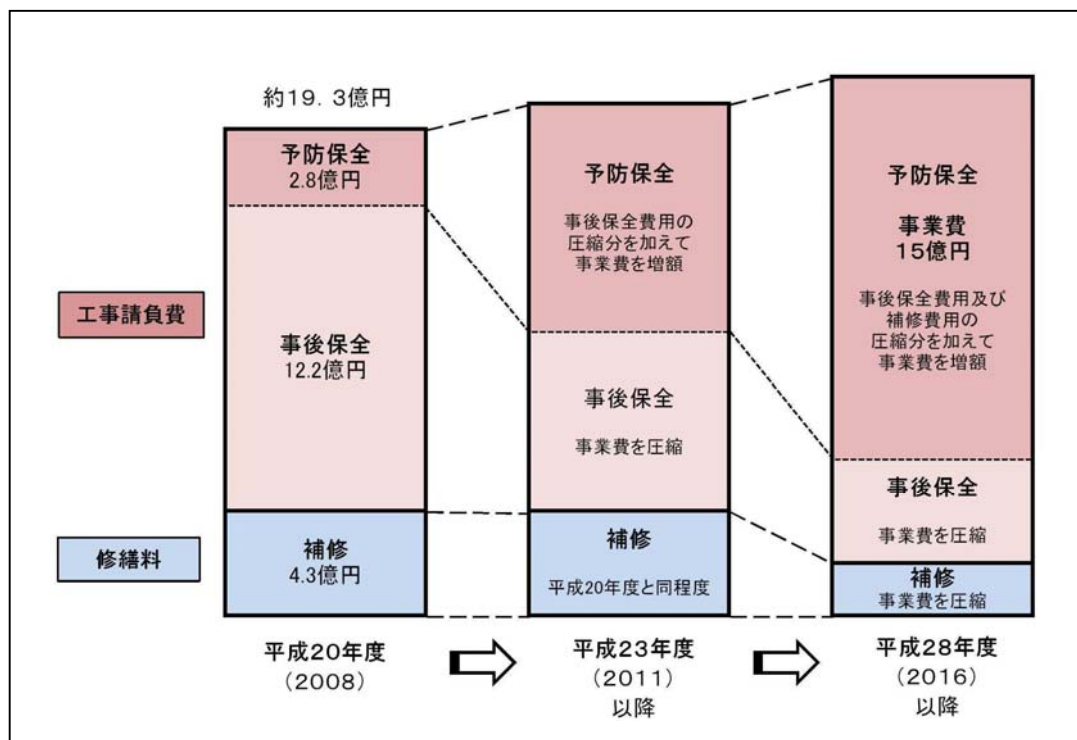 約19.3億円
予防保全
2.8億円
事後保全
12.2億円
補修
4.3億円
工事請負費
修繕料
予防保全
事後保全費用の
圧縮分を加えて
事業費を増額
事後保全
事業費を圧縮
補修
平成20年度と同程度
予防保全
事業費
15億円
事後保全費用及び
補修費用の
圧縮分を加えて
事業費を増額
事後保全
事業費を圧縮
補修
事業費を圧縮
平成20年度
(2008)
平成23年度
(2011)
以降
平成28年度
(2016)
以降